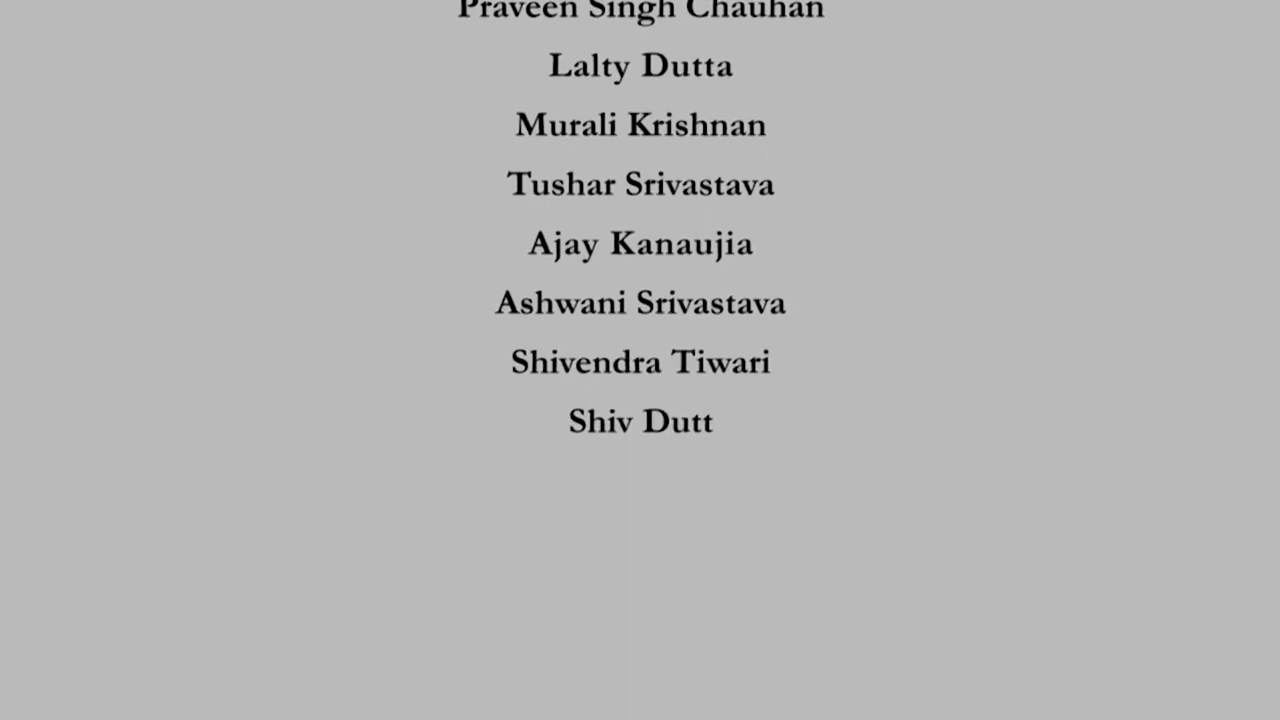 Praveen Singh Chauhan
Lalty Dutta
Murali Krishnan
Tushar Srivastava
Ajay Kanaujia
Ashwani Srivastava
Shivendra Tiwari
Shiv Dutt